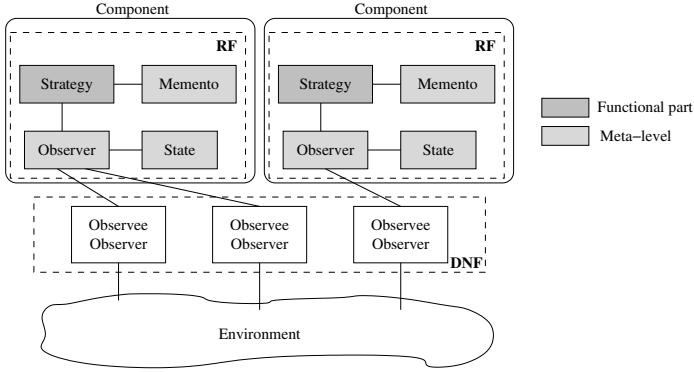 Component
Component
RF
RF
Strategy
Memento
Strategy
Memento
Functional part
Meta−level
Observer
State
Observer
State
Observee
Observer
Observee
Observer
Observee
Observer
DNF
Environment